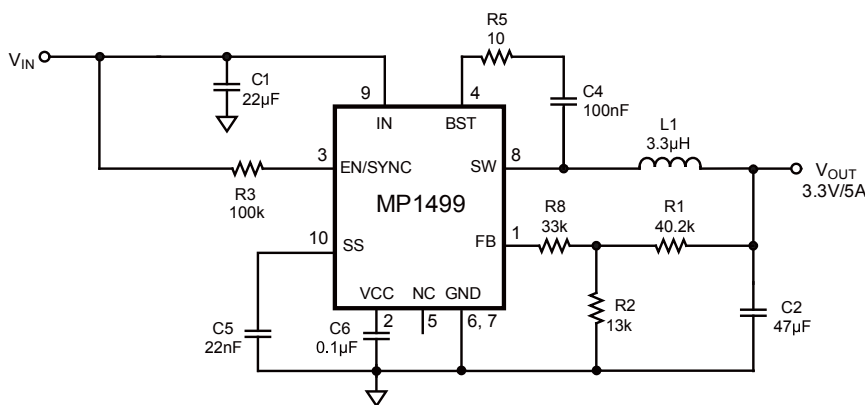 R5
10
V_IN
C1
22µF
9
4
C4
100nF
IN
BST
L1
3.3µH
3
EN/SYNC
SW
8
V_OUT
3.3V/5A
R3
100k
MP1499
R8
33k
R1
40.2k
10
SS
FB
1
VCC
NC
GND
R2
13k
C2
47µF
C5
22nF
C6
0.1µF
2
5
6, 7